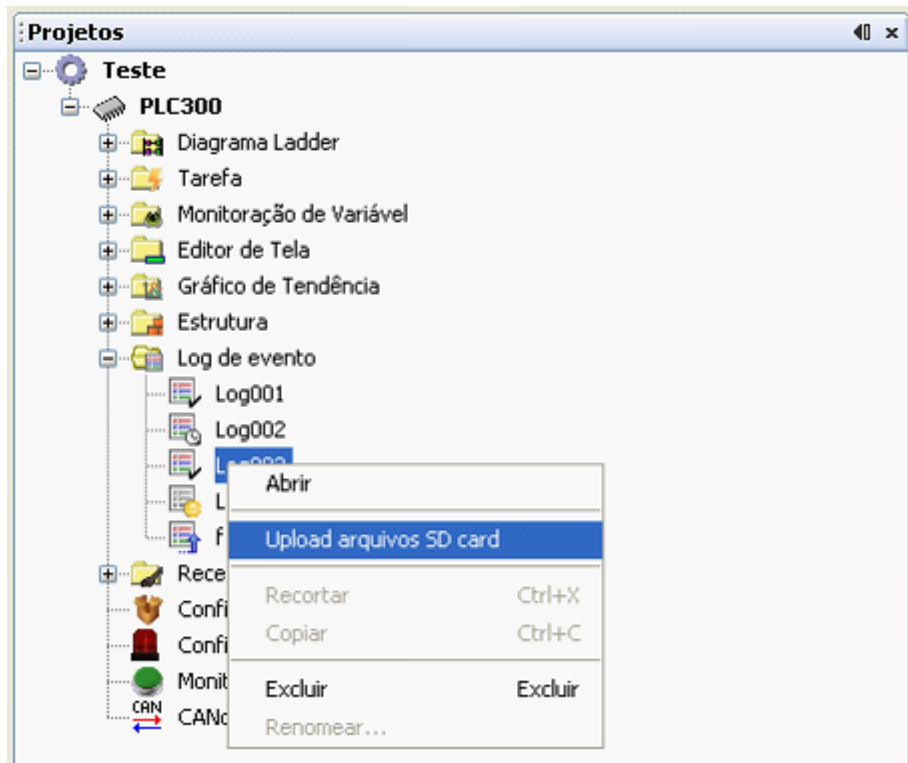 Projetos
Teste
PLC300
Diagrama Ladder
Tarefa
Monitoração de Variável
Editor de Tela
Gráfico de Tendência
Estrutura
Log de evento
Log001
Log002
Abrir
Upload arquivos SD card
Recortar Ctrl+X
Copiar Ctrl+C
Excluir Excluir
Renomear...
CAN